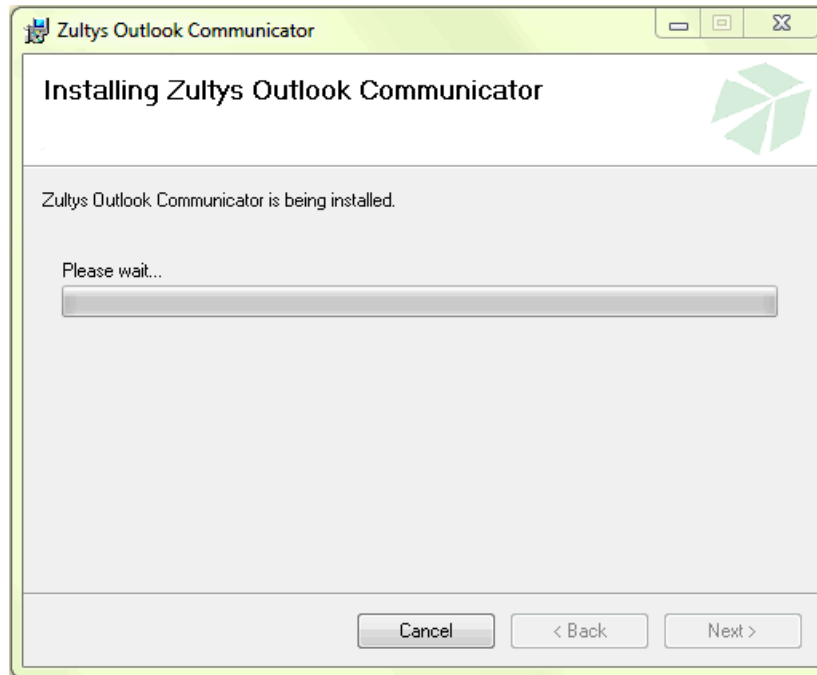 Zultys Outlook Communicator
Installing Zultys Outlook Communicator
Zultys Outlook Communicator is being installed.
Please wait...
Cancel
< Back
Next >